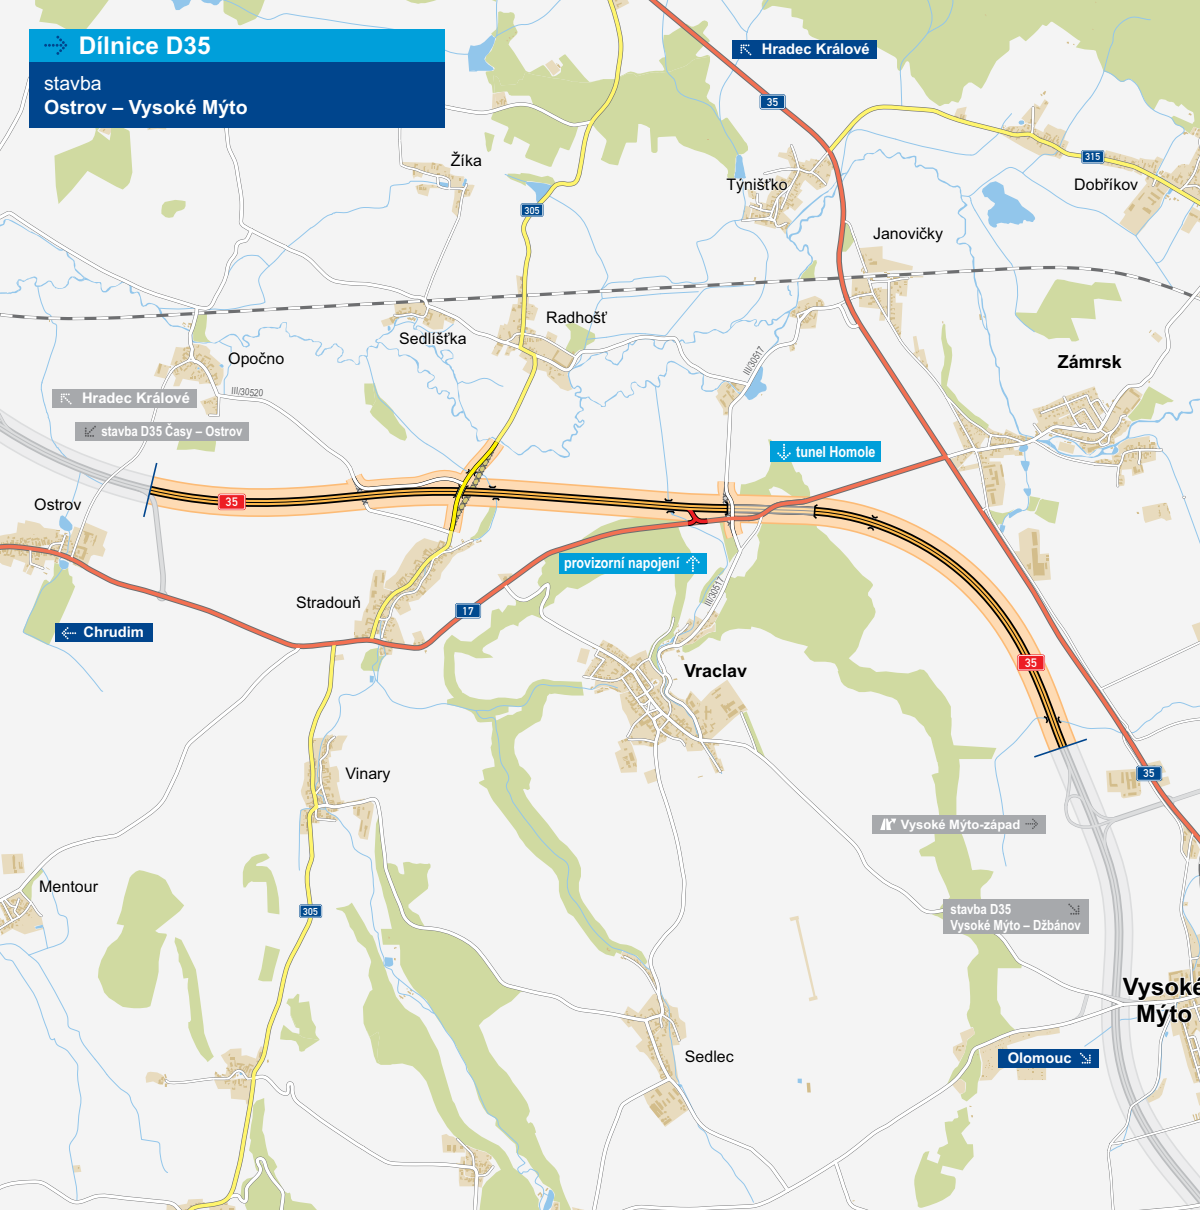 Dílnice D35
stavba
Ostrov – Vysoké Mýto
Hradec Králové
35
315
Dobříkov
Žíka
Týnišťko
305
Janovičky
Radhošť
Sedlíšťka
Opočno
III/30520
III/30517
Zámrsk
Hradec Králové
stavba D35 Časy – Ostrov
tunel Homole
Ostrov
35
provizorní napojení
Stradouň
17
III/30517
Chrudim
35
Vraclav
Vinary
35
Vysoké Mýto-západ
Mentour
305
stavba D35
Vysoké Mýto – Džbánov
Vysoké
Mýto
Sedlec
Olomouc